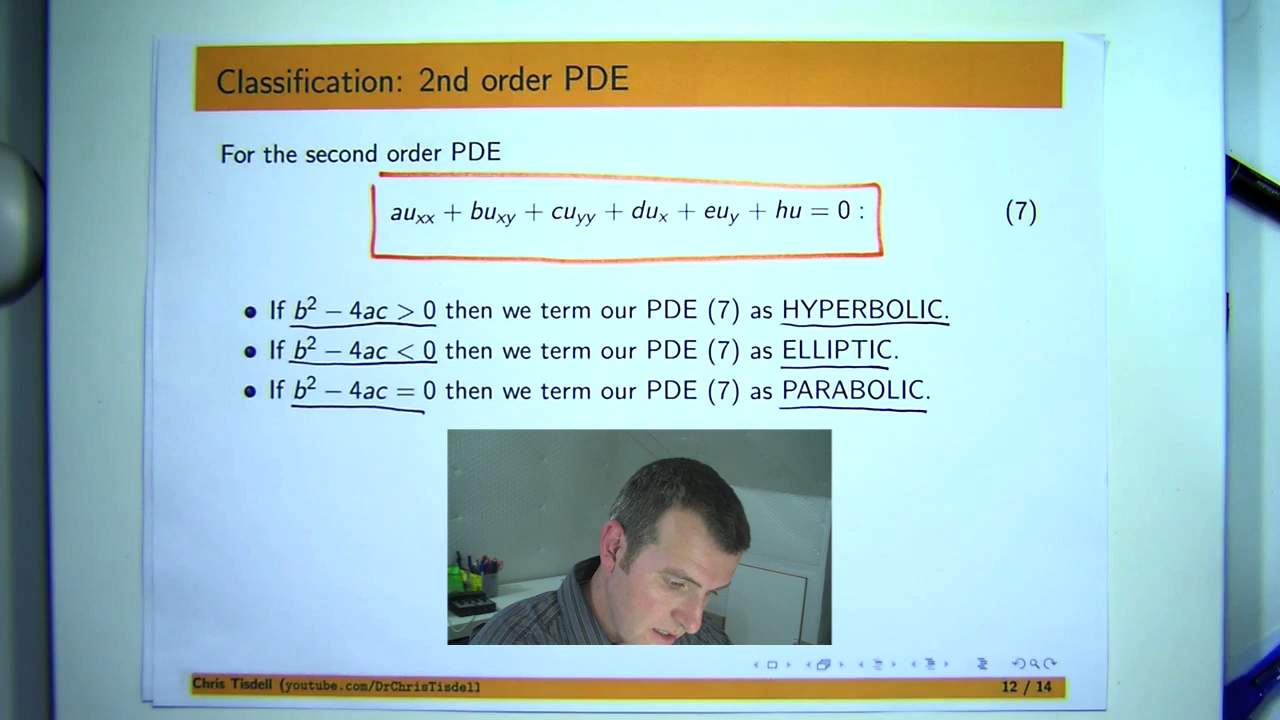 Classification: 2nd order PDE
For the second order PDE
au_xx + bu_xy + cu_yy + du_x + eu_y + hu = 0 : (7)
• If b² − 4ac > 0 then we term our PDE (7) as HYPERBOLIC.
• If b² − 4ac < 0 then we term our PDE (7) as ELLIPTIC.
• If b² − 4ac = 0 then we term our PDE (7) as PARABOLIC.
Chris Tisdell (youtube.com/DrChrisTisdell 12 / 14